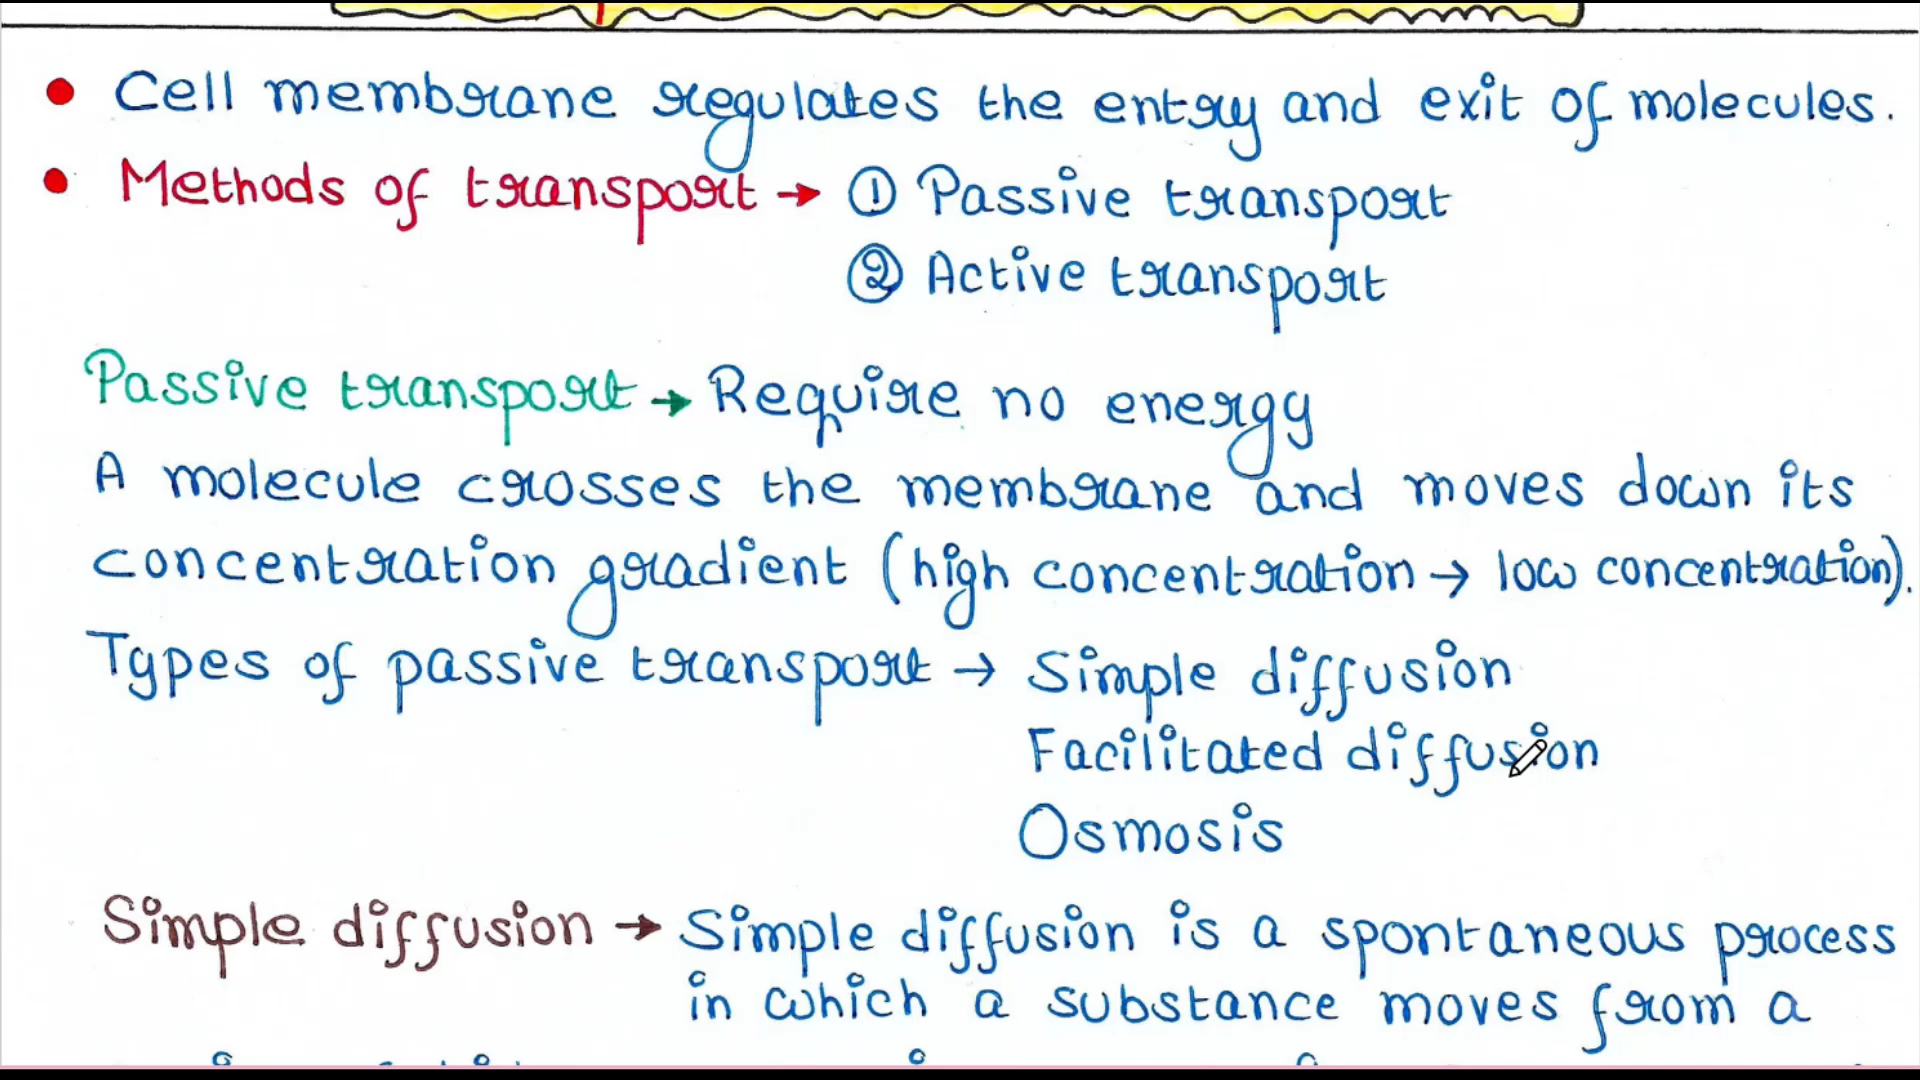 • Cell membrane regulates the entry and exit of molecules.
• Methods of transport → ① Passive transport
② Active transport
Passive transport → Require no energy
A molecule crosses the membrane and moves down its
concentration gradient (high concentration → low concentration).
Types of passive transport → Simple diffusion
Facilitated diffusion
Osmosis
Simple diffusion → Simple diffusion is a spontaneous process
in which a substance moves from a